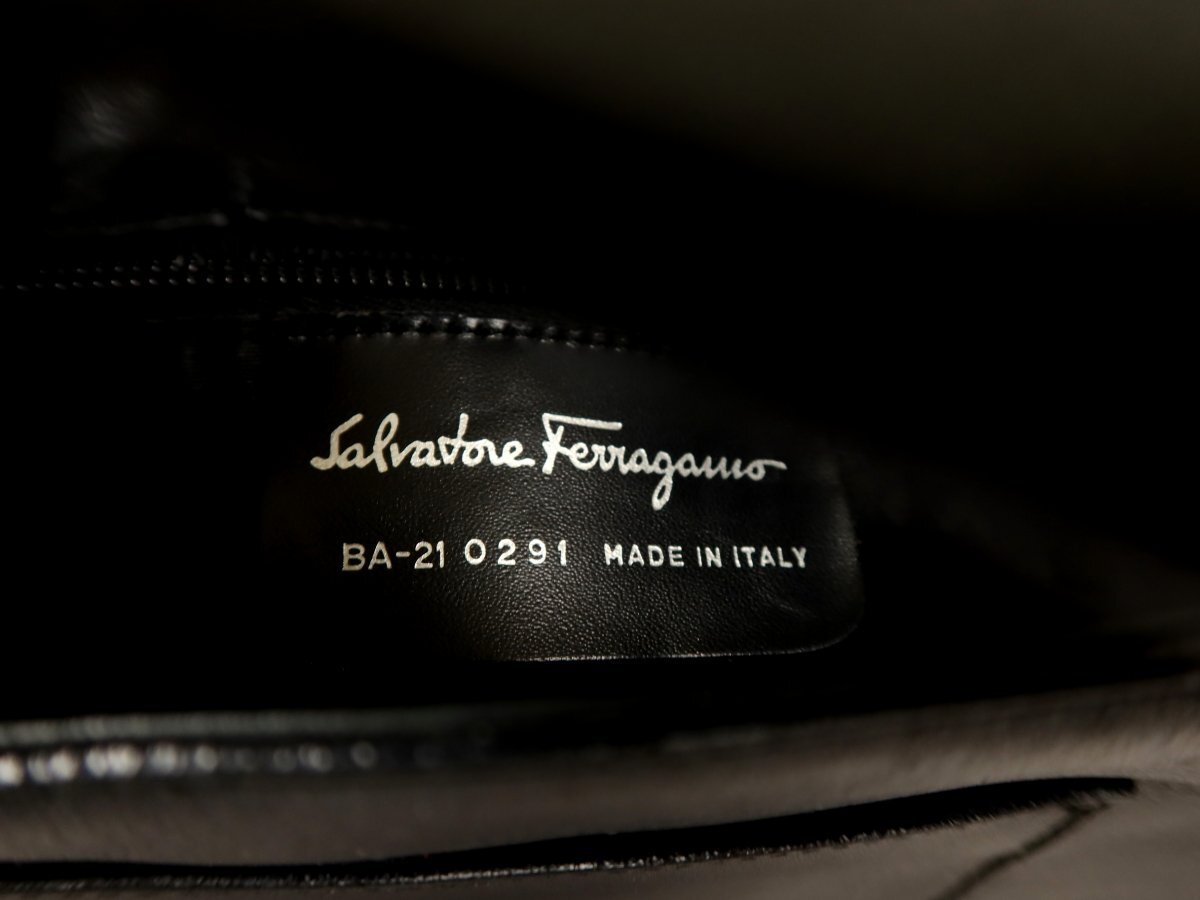 Salvatore Ferragamo
BA-21 0291 MADE IN ITALY